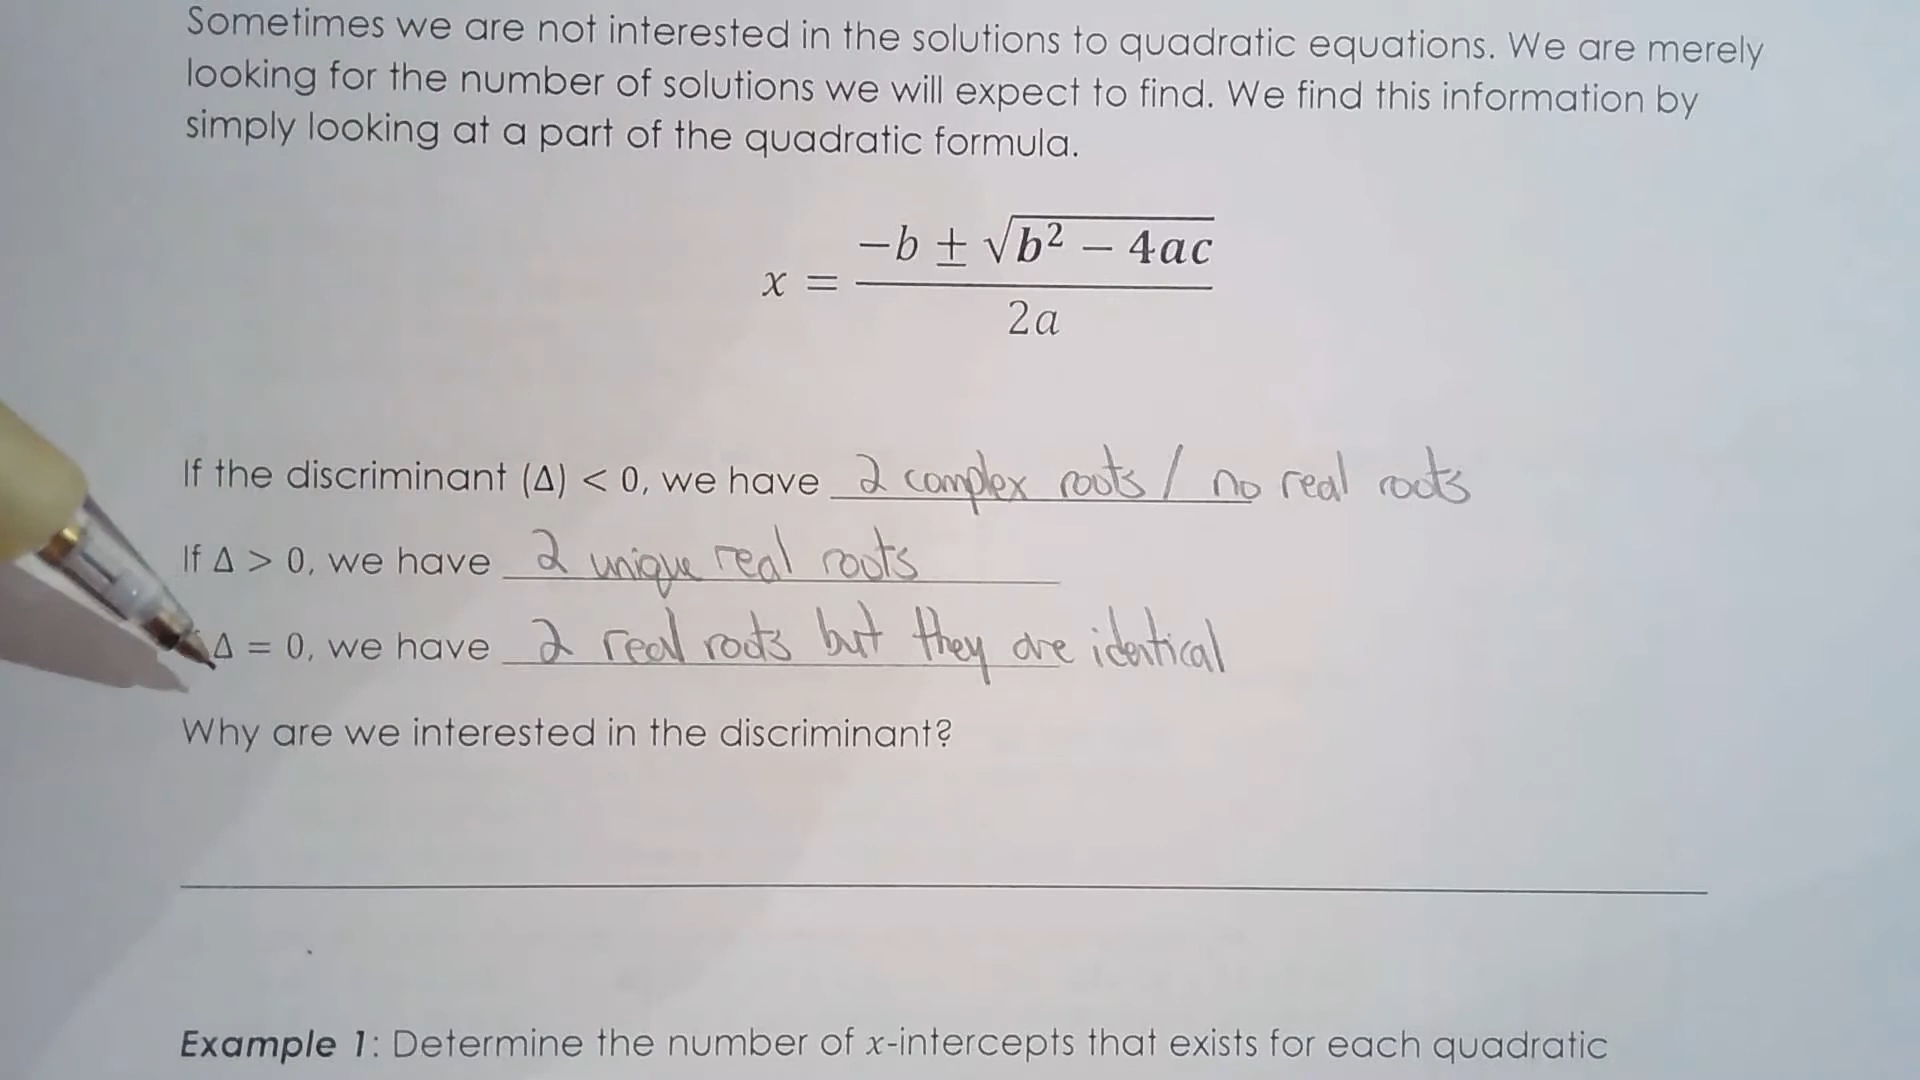 Sometimes we are not interested in the solutions to quadratic equations. We are merely
looking for the number of solutions we will expect to find. We find this information by
simply looking at a part of the quadratic formula.
x = \frac{-b ± \sqrt{b² − 4ac}}{2a}
If the discriminant (Δ) < 0, we have 2 complex roots / no real roots
If Δ > 0, we have 2 unique real roots
Δ = 0, we have 2 real roots but they are identical
Why are we interested in the discriminant?
Example 1: Determine the number of x-intercepts that exists for each quadratic